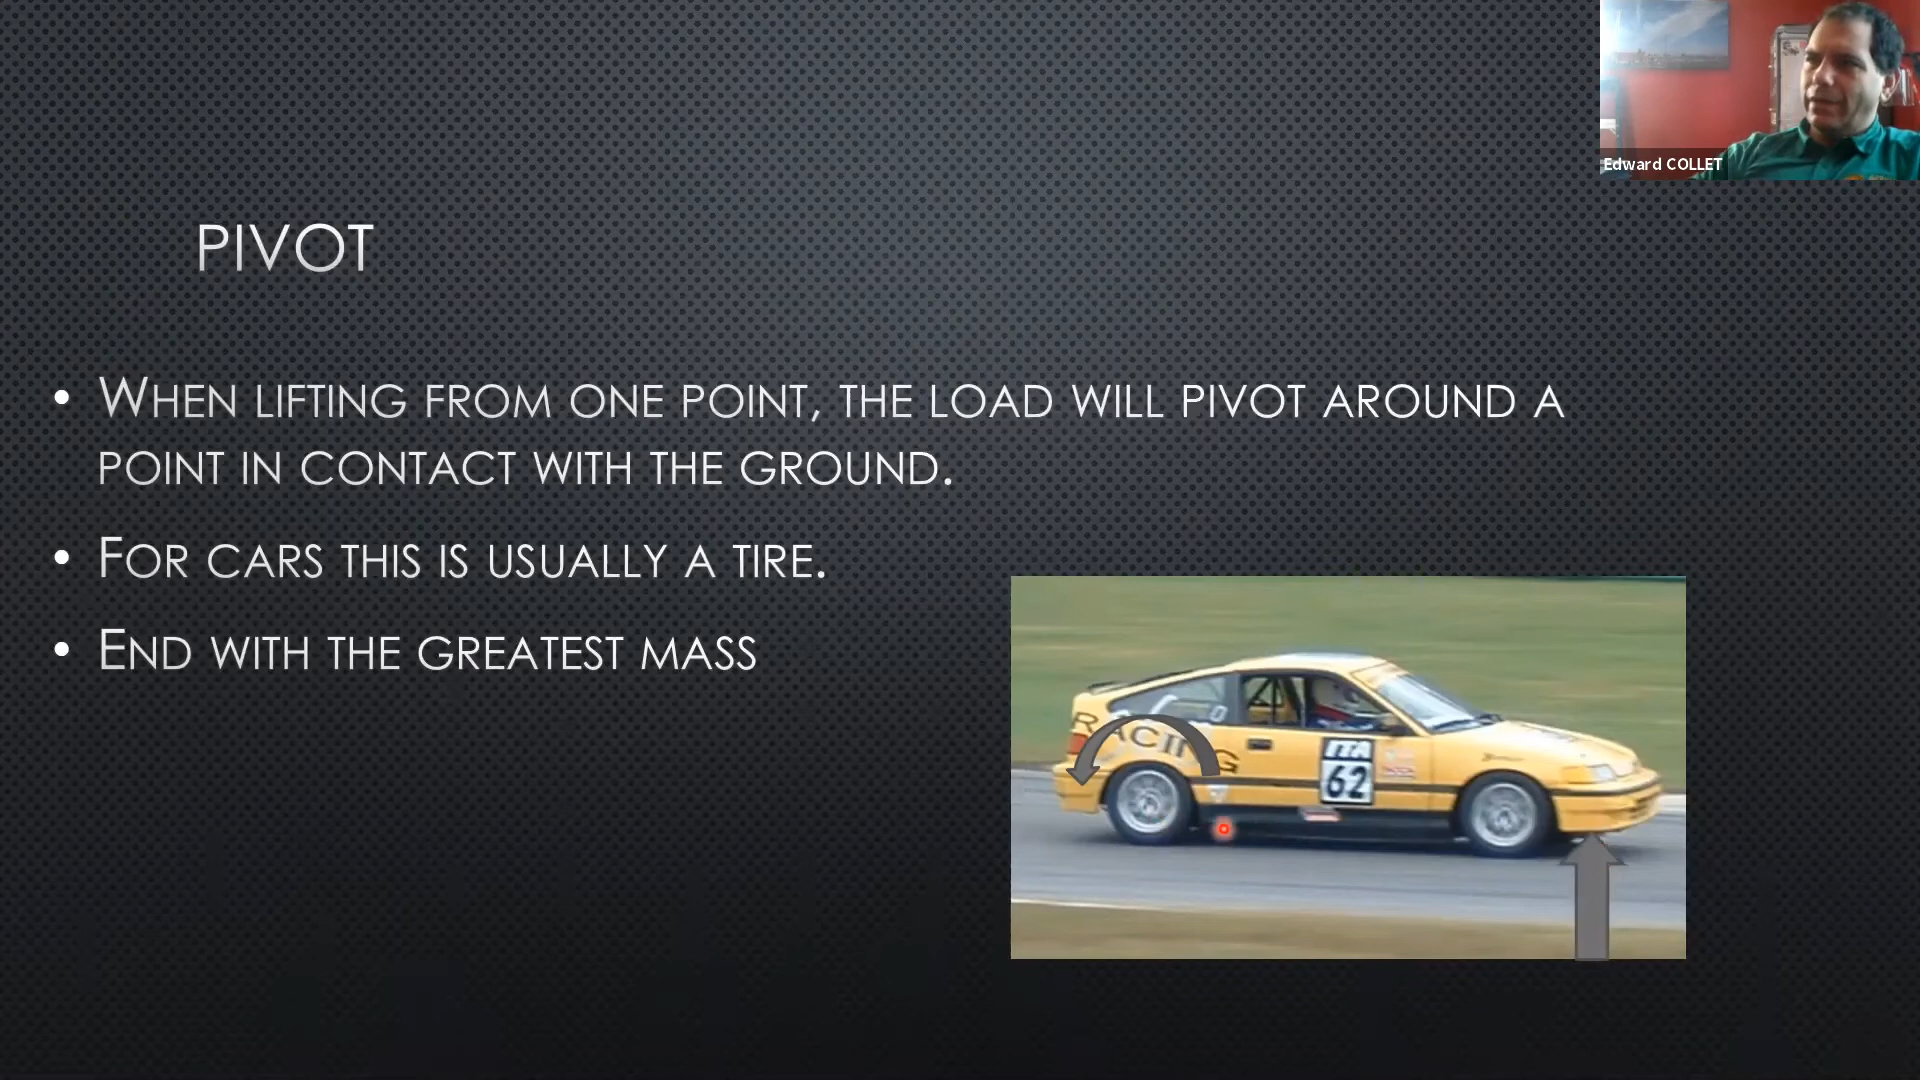 Edward COLLET
PIVOT
• WHEN LIFTING FROM ONE POINT, THE LOAD WILL PIVOT AROUND A
POINT IN CONTACT WITH THE GROUND.
• FOR CARS THIS IS USUALLY A TIRE.
• END WITH THE GREATEST MASS
RACING
ITA
62